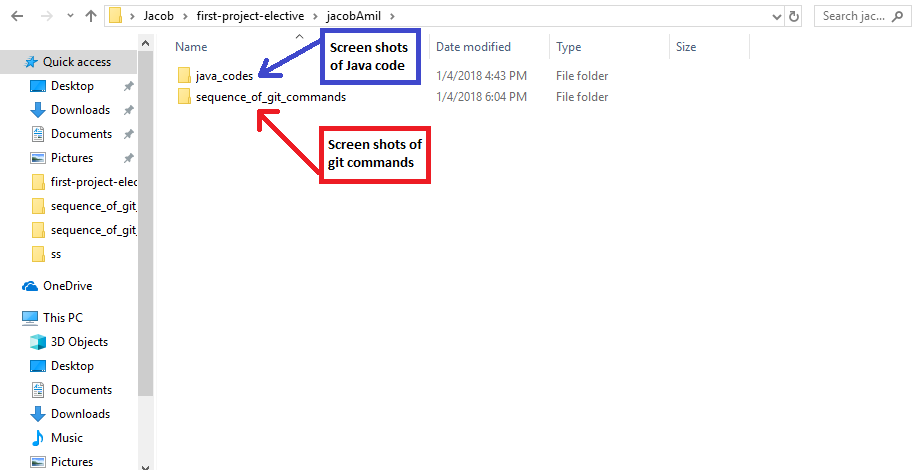 Jacob > first-project-elective > jacobAmil >
Search jac...
Name
Date modified
Type
Size
Screen shots
of Java code
java_codes
1/4/2018 4:43 PM
File folder
sequence_of_git_commands
1/4/2018 6:04 PM
File folder
Screen shots of
git commands
Quick access
Desktop
Downloads
Documents
Pictures
first-project-elec
sequence_of_git_
sequence_of_git_
ss
OneDrive
This PC
3D Objects
Desktop
Documents
Downloads
Music
Pictures